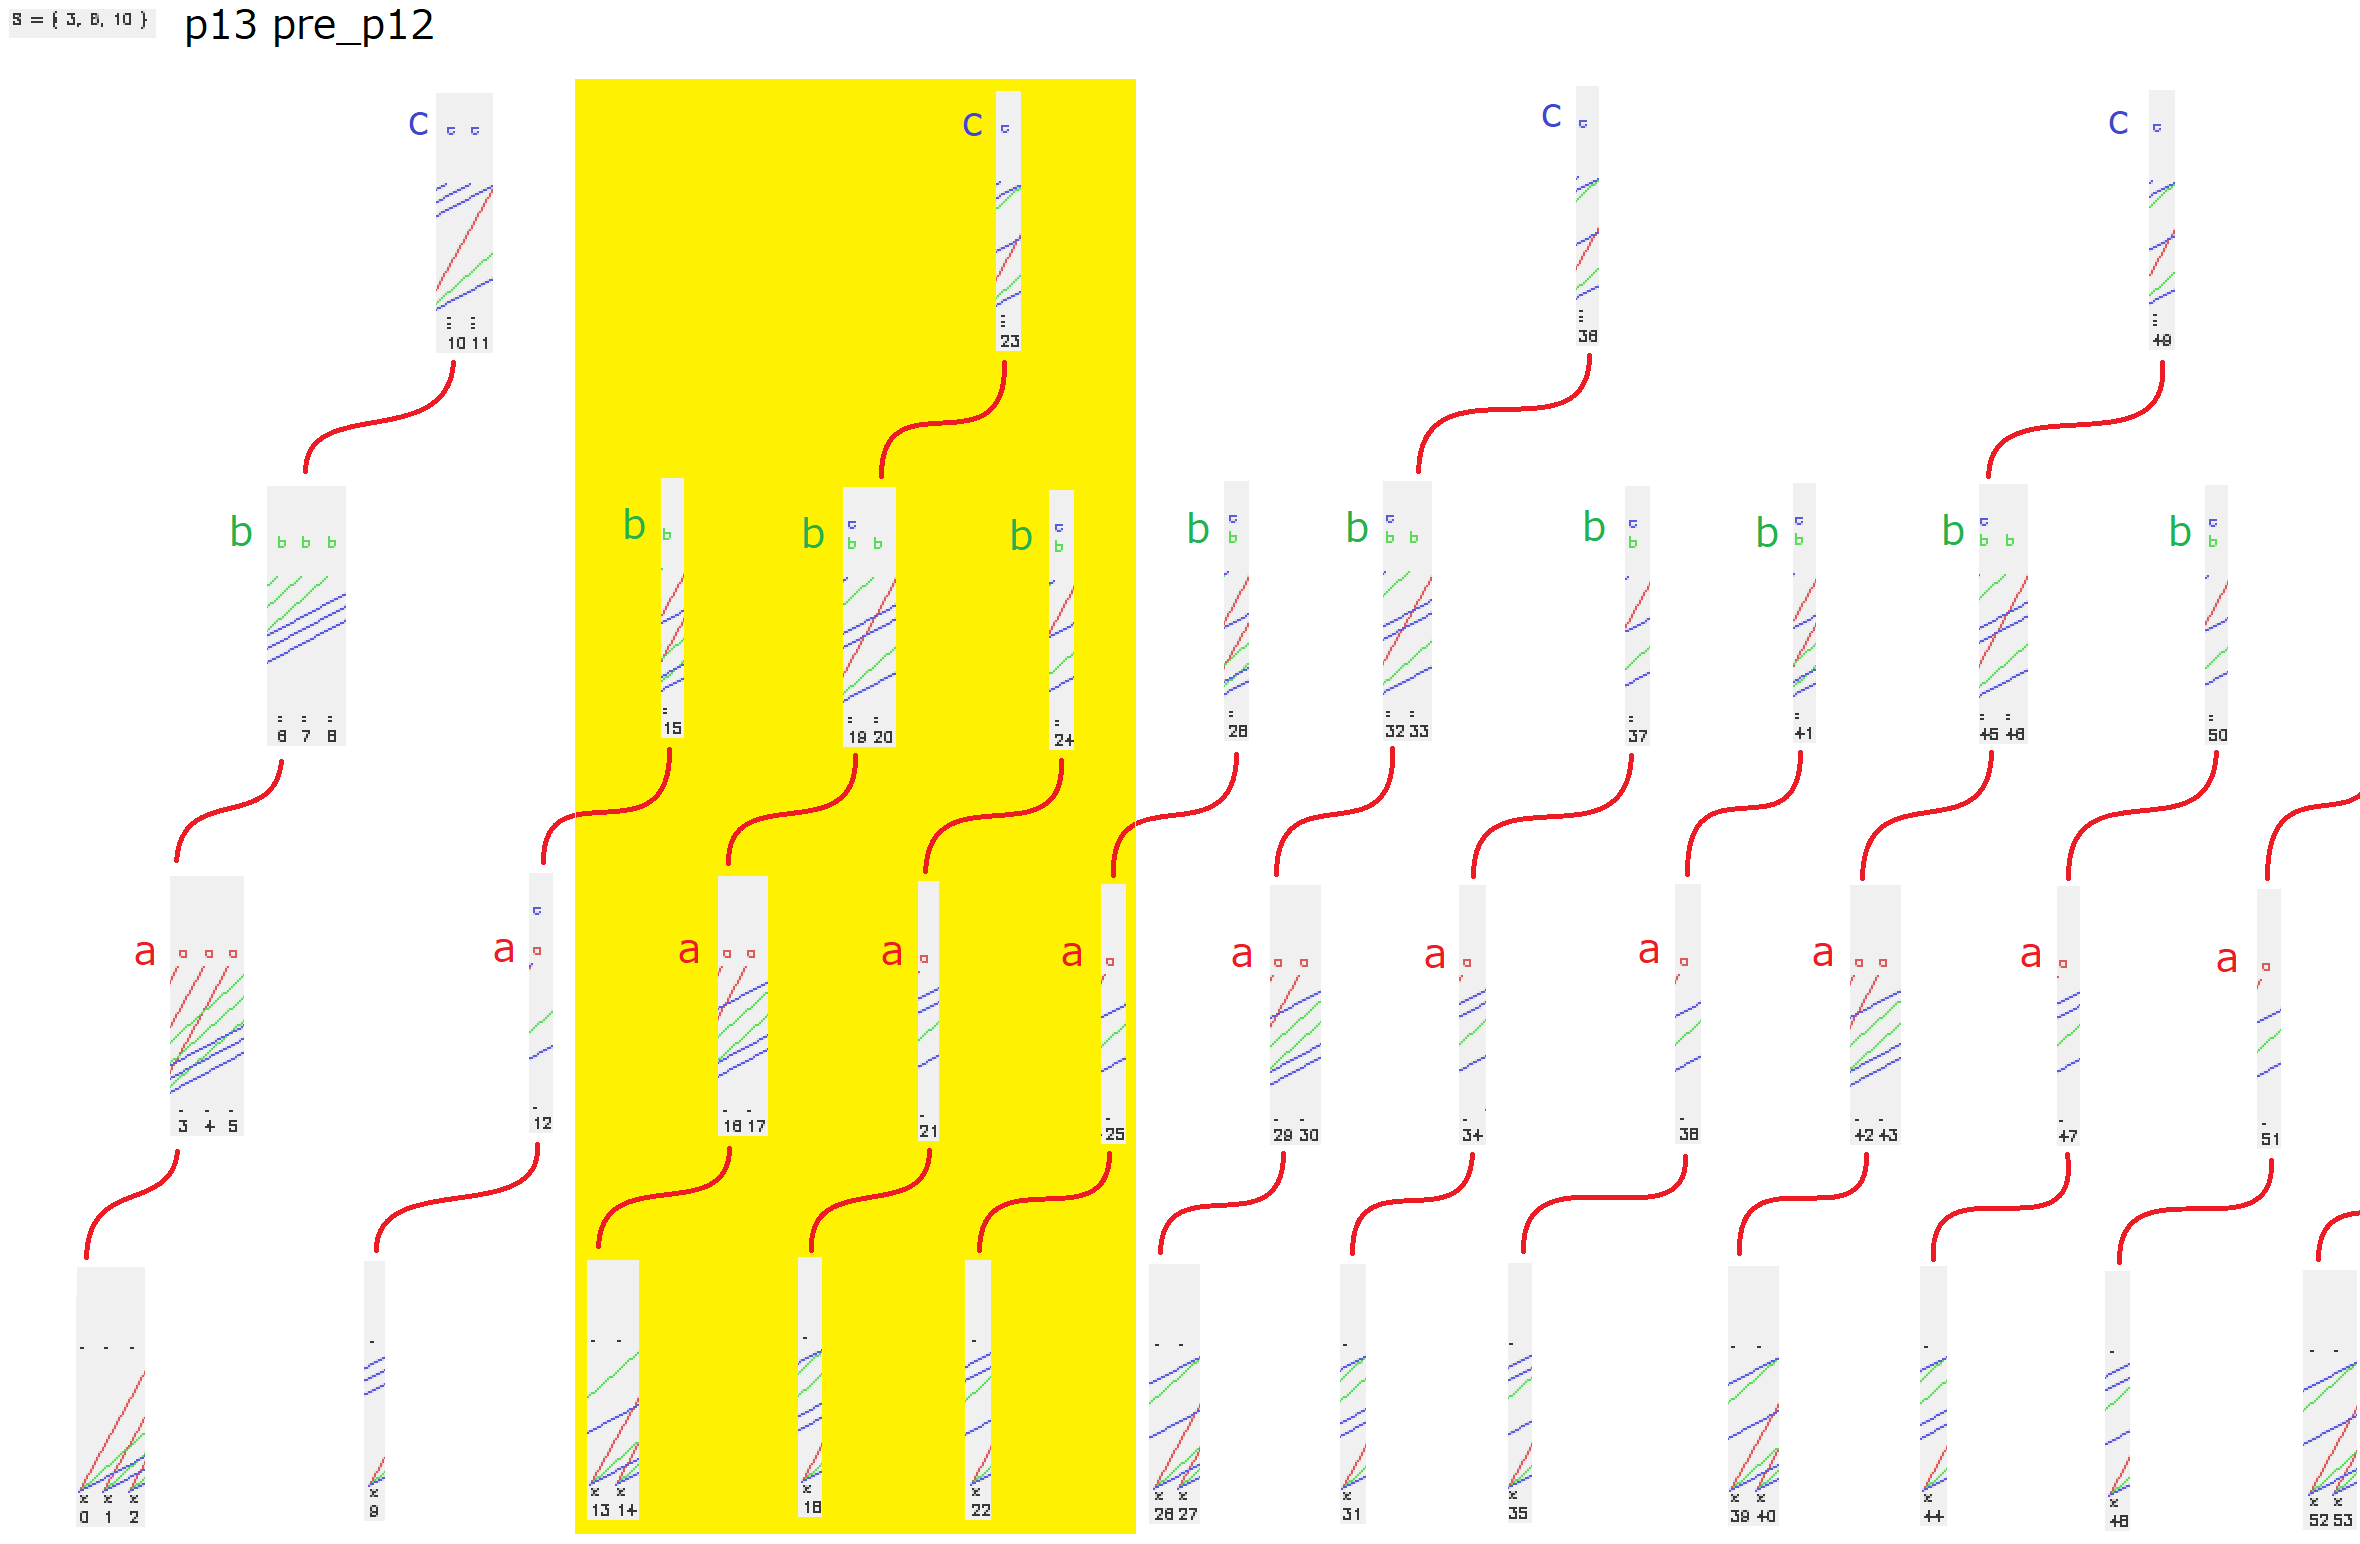 S = { 3, 6, 10 } p13 pre_p12
c c c c c c c c c
10 11 23 36 49
b b b b b c b b b c b b c b b c b b c b b c b b c b b c b b c b
6 7 8 15 19 20 24 28 32 33 37 41 45 46 50
a a a a a c a a a a a a a a a a a a a a a a a a a a a a
3 4 5 12 16 17 21 25 29 30 34 38 42 43 47 51
x x x x x x x x x x x x x x x x x x
0 1 2 9 13 14 18 22 26 27 31 35 39 40 44 48 52 53